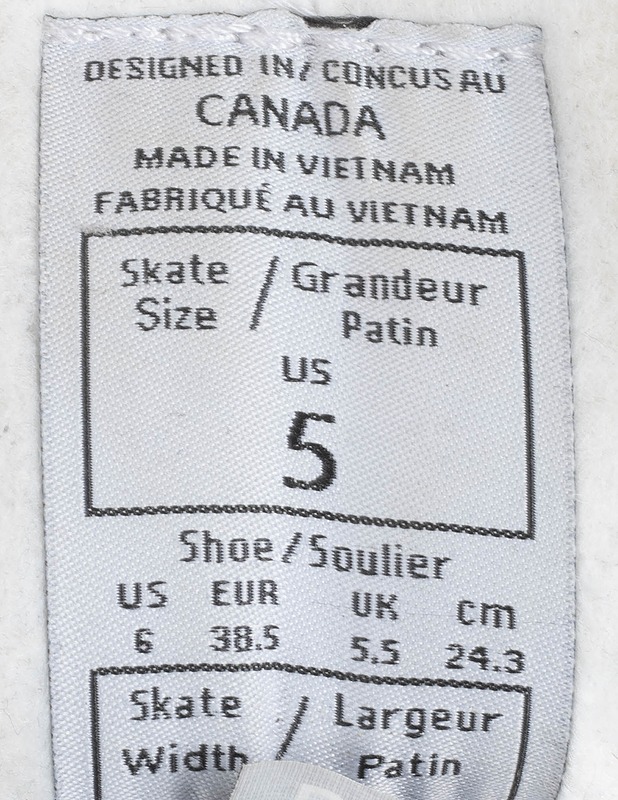 DESIGNED IN/ CONCUS AU
CANADA
MADE IN VIETNAM
FABRIQUÉ AU VIETNAM
Skate / Grandeur
Size Patin
US
5
Shoe/Soulier
US EUR UK cm
6 38.5 5.5 24.3
Skate / Largeur
Width Patin